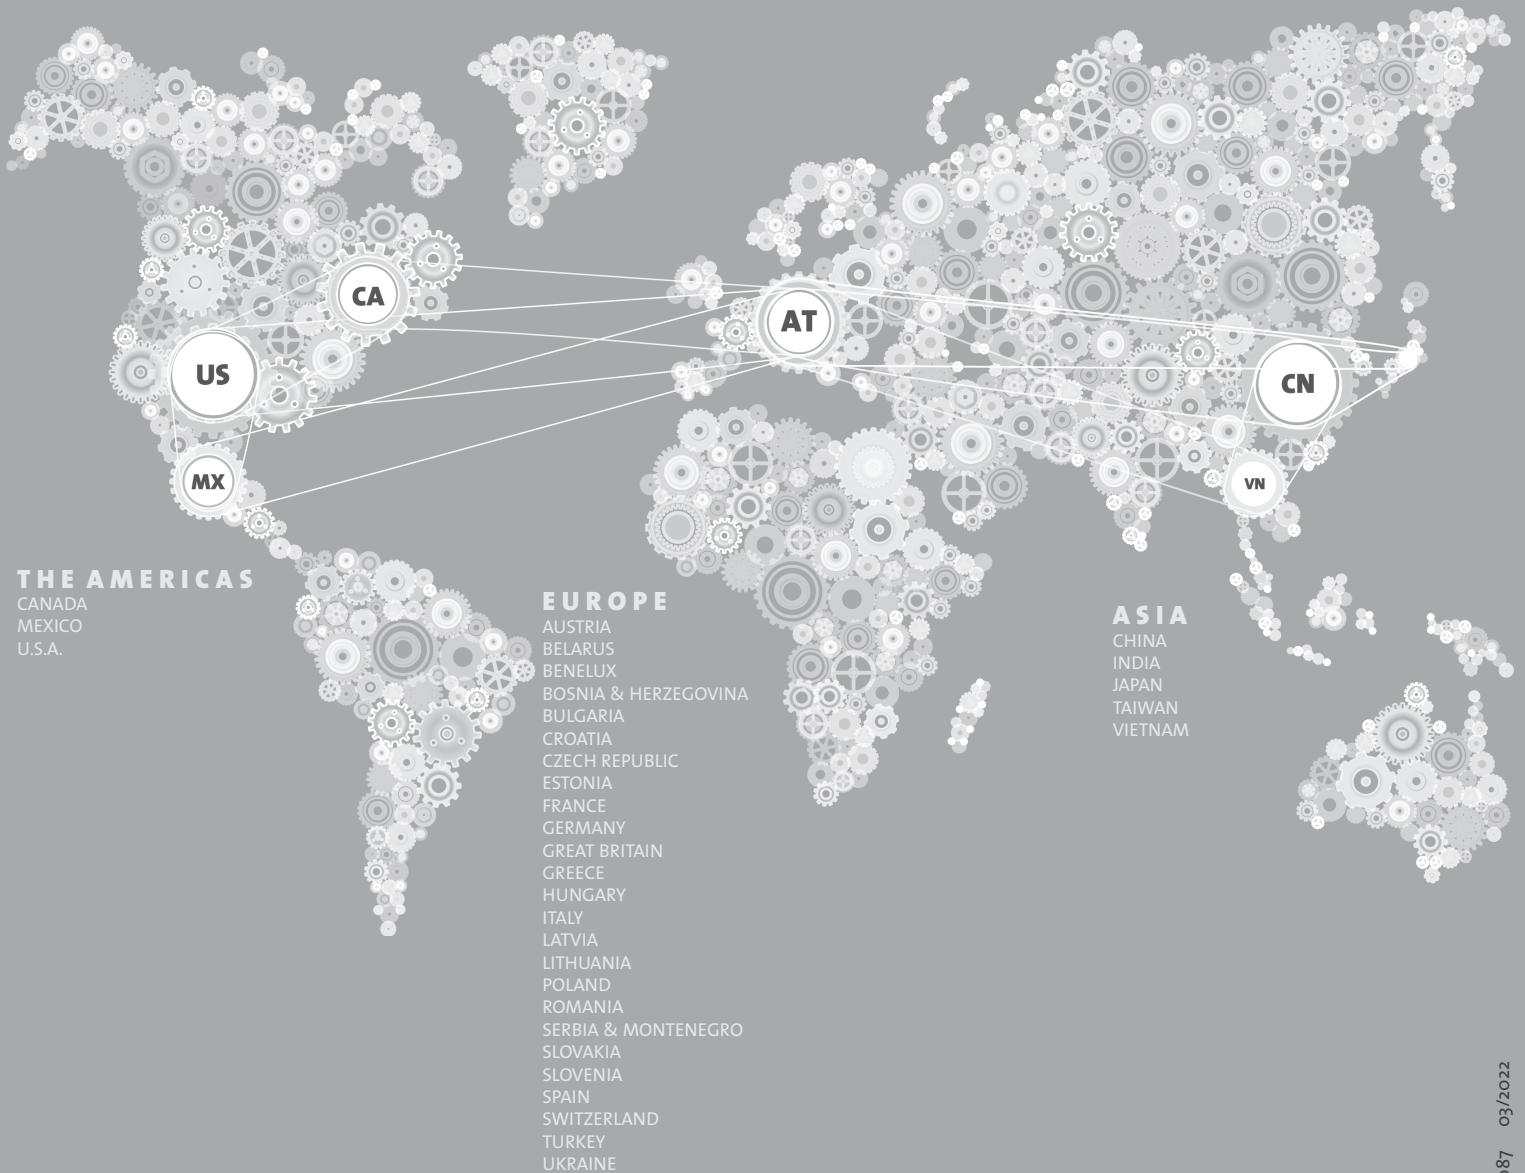 CA
AT
US
CN
MX
VN
THE AMERICAS
CANADA
MEXICO
U.S.A.
EUROPE
AUSTRIA
BELARUS
BENELUX
BOSNIA & HERZEGOVINA
BULGARIA
CROATIA
CZECH REPUBLIC
ESTONIA
FRANCE
GERMANY
GREAT BRITAIN
GREECE
HUNGARY
ITALY
LATVIA
LITHUANIA
POLAND
ROMANIA
SERBIA & MONTENEGRO
SLOVAKIA
SLOVENIA
SPAIN
SWITZERLAND
TURKEY
UKRAINE
ASIA
CHINA
INDIA
JAPAN
TAIWAN
VIETNAM
03/2022